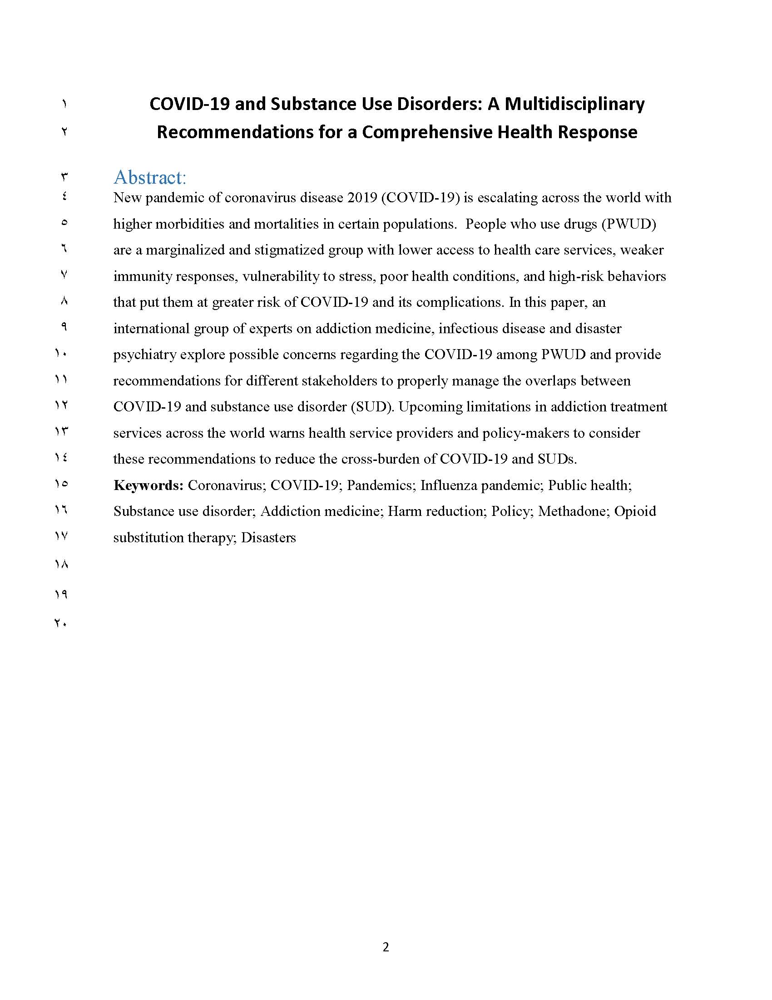 ١ COVID-19 and Substance Use Disorders: A Multidisciplinary
٢ Recommendations for a Comprehensive Health Response
٣ Abstract:
٤ New pandemic of coronavirus disease 2019 (COVID-19) is escalating across the world with
٥ higher morbidities and mortalities in certain populations.  People who use drugs (PWUD)
٦ are a marginalized and stigmatized group with lower access to health care services, weaker
٧ immunity responses, vulnerability to stress, poor health conditions, and high-risk behaviors
٨ that put them at greater risk of COVID-19 and its complications. In this paper, an
٩ international group of experts on addiction medicine, infectious disease and disaster
١٠ psychiatry explore possible concerns regarding the COVID-19 among PWUD and provide
١١ recommendations for different stakeholders to properly manage the overlaps between
١٢ COVID-19 and substance use disorder (SUD). Upcoming limitations in addiction treatment
١٣ services across the world warns health service providers and policy-makers to consider
١٤ these recommendations to reduce the cross-burden of COVID-19 and SUDs.
١٥ Keywords: Coronavirus; COVID-19; Pandemics; Influenza pandemic; Public health;
١٦ Substance use disorder; Addiction medicine; Harm reduction; Policy; Methadone; Opioid
١٧ substitution therapy; Disasters
١٨
١٩
٢٠
2